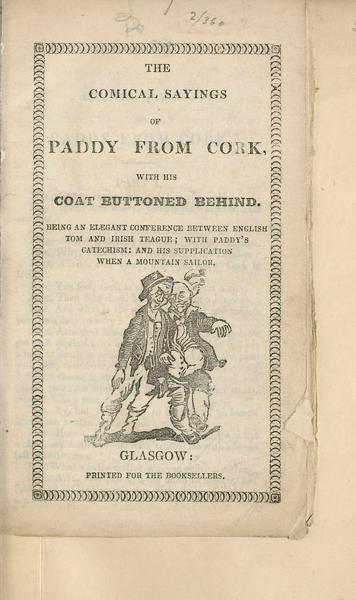 2/360
THE
COMICAL SAYINGS
OF
PADDY FROM CORK,
WITH HIS
COAT BUTTONED BEHIND.
BEING AN ELEGANT CONFERENCE BETWEEN ENGLISH
TOM AND IRISH TEAGUE; WITH PADDY'S
CATECHISM: AND HIS SUPPLICATION
WHEN A MOUNTAIN SAILOR.
GLASGOW:
PRINTED FOR THE BOOKSELLERS.